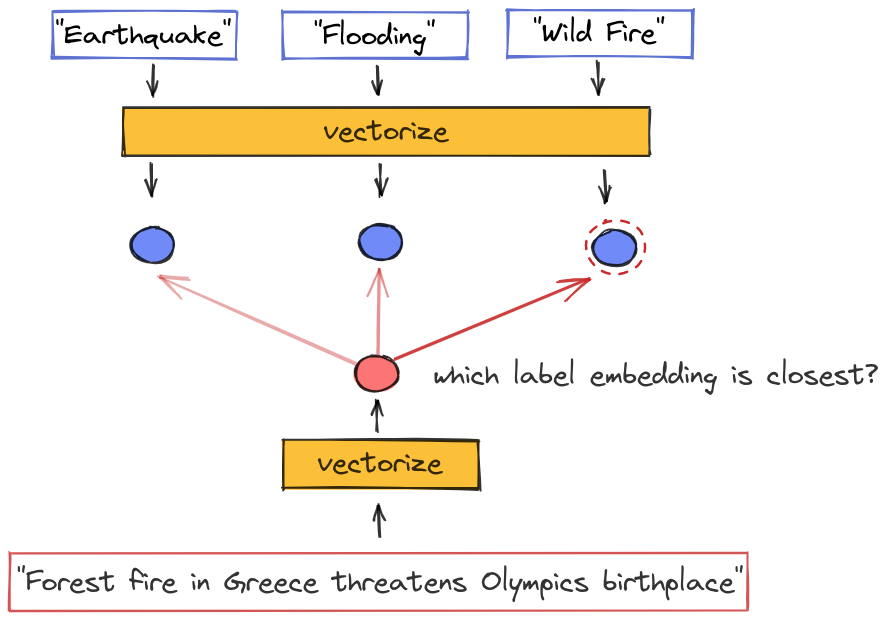 "Earthquake"
"Flooding"
"Wild Fire"
vectorize
which label embedding is closest?
vectorize
"Forest fire in Greece threatens Olympics birthplace"